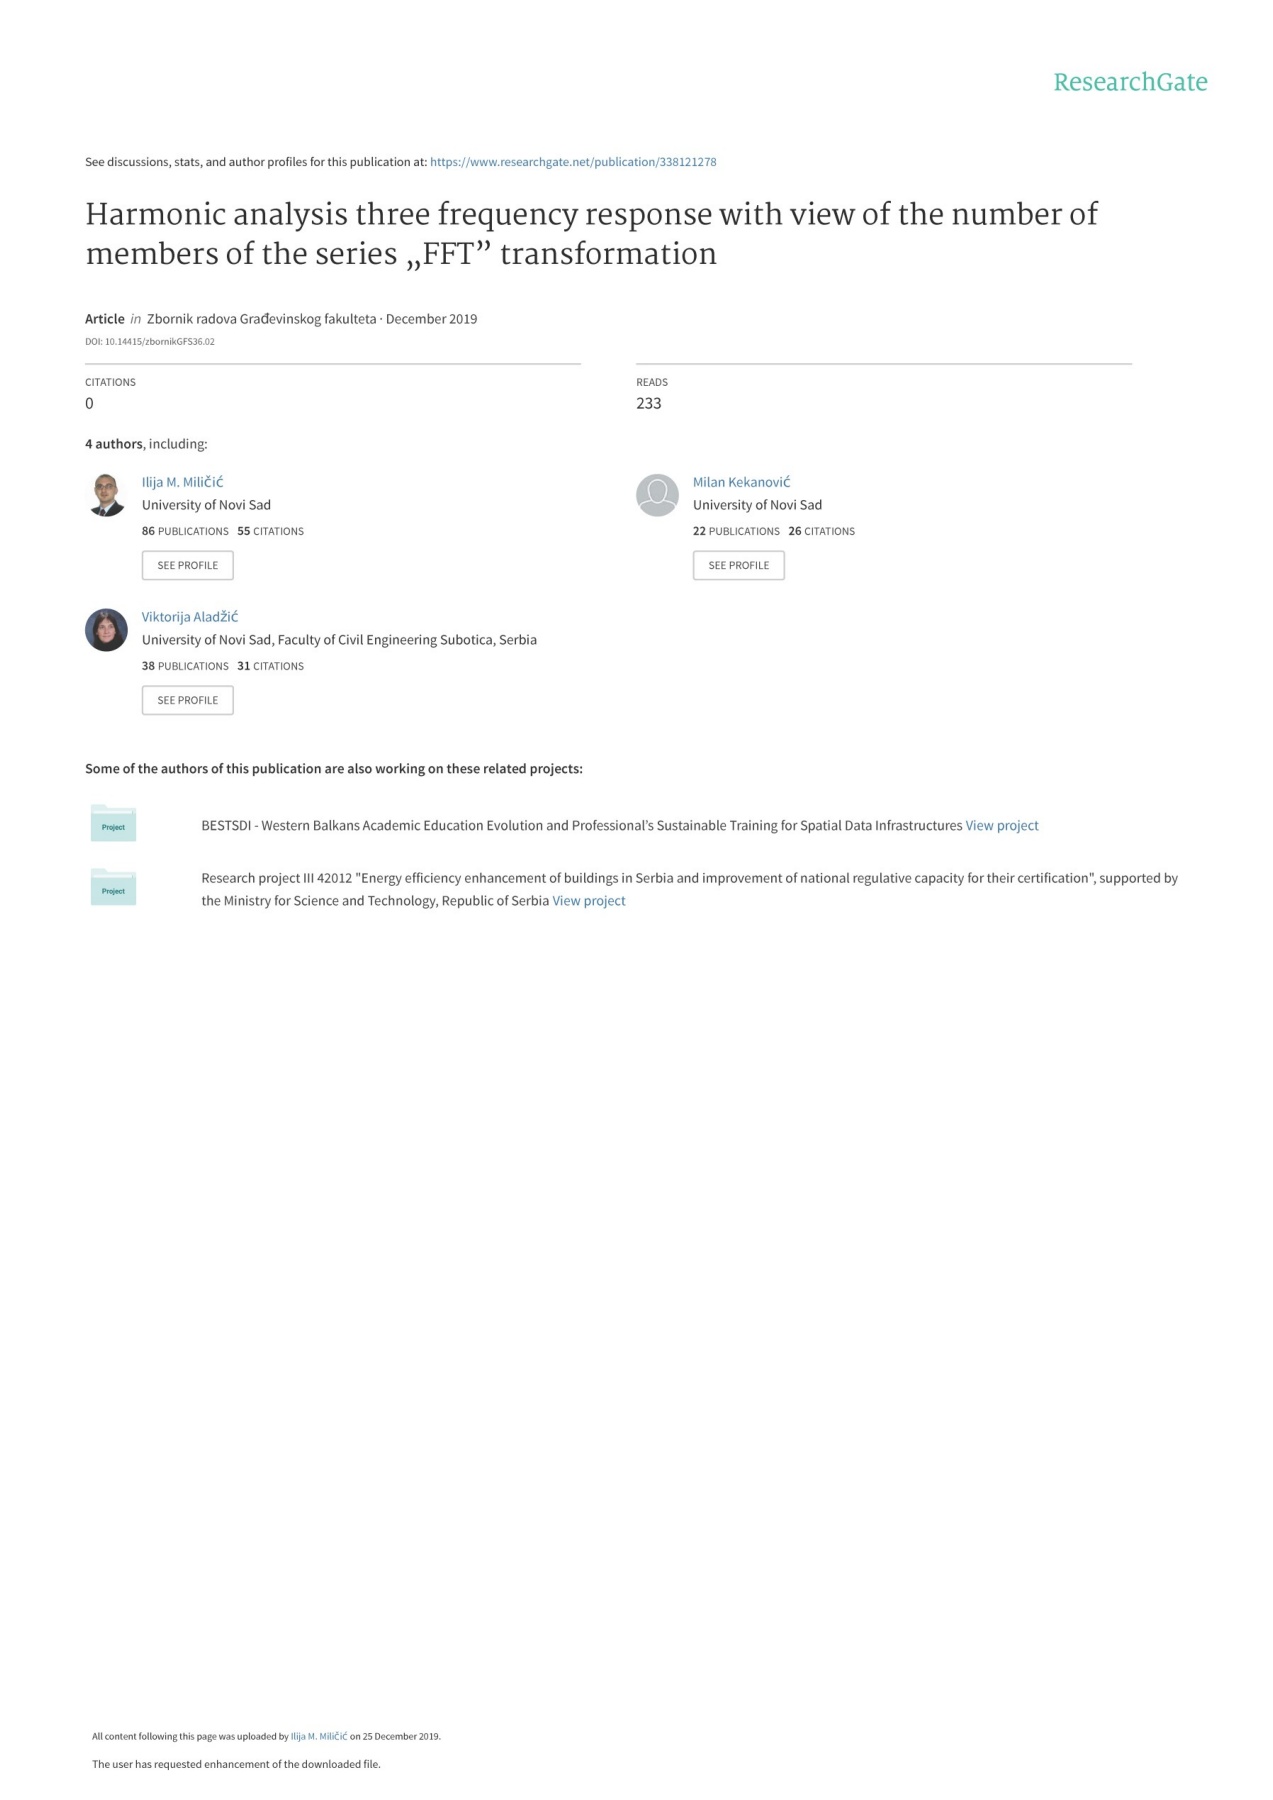 ResearchGate
See discussions, stats, and author profiles for this publication at: https://www.researchgate.net/publication/338121278
Harmonic analysis three frequency response with view of the number of
members of the series „FFT” transformation
Article in Zbornik radova Građevinskog fakulteta · December 2019
DOI: 10.14415/zbornikGFS36.02
CITATIONS
0
READS
233
4 authors, including:
Ilija M. Miličić
University of Novi Sad
86 PUBLICATIONS 55 CITATIONS
SEE PROFILE
Milan Kekanović
University of Novi Sad
22 PUBLICATIONS 26 CITATIONS
SEE PROFILE
Viktorija Aladžić
University of Novi Sad, Faculty of Civil Engineering Subotica, Serbia
38 PUBLICATIONS 31 CITATIONS
SEE PROFILE
Some of the authors of this publication are also working on these related projects:
Project
BESTSDI - Western Balkans Academic Education Evolution and Professional’s Sustainable Training for Spatial Data Infrastructures View project
Project
Research project III 42012 "Energy efficiency enhancement of buildings in Serbia and improvement of national regulative capacity for their certification", supported by
the Ministry for Science and Technology, Republic of Serbia View project
All content following this page was uploaded by Ilija M. Miličić on 25 December 2019.
The user has requested enhancement of the downloaded file.